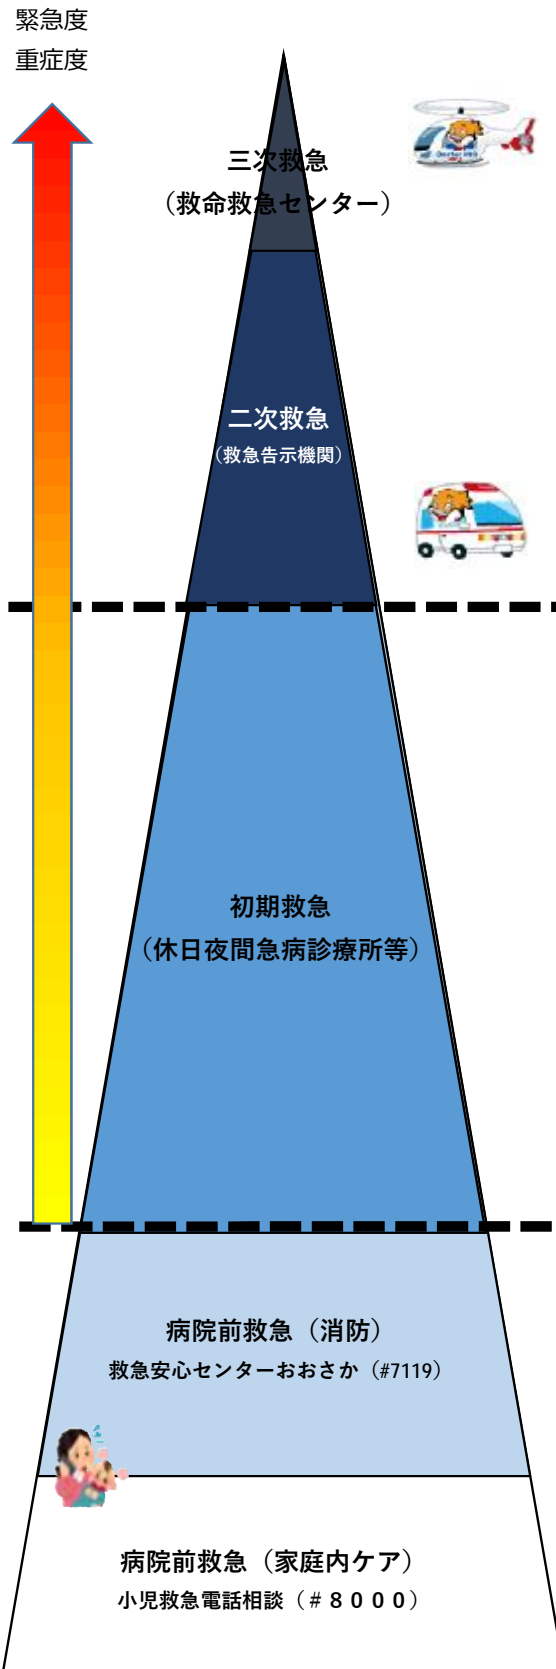 緊急度
重症度
三次救急
（救命救急センター）
二次救急
（救急告示機関）
初期救急
（休日夜間急病診療所等）
病院前救急（消防）
救急安心センターおおさか（#7119）
病院前救急（家庭内ケア）
小児救急電話相談（＃８０００）